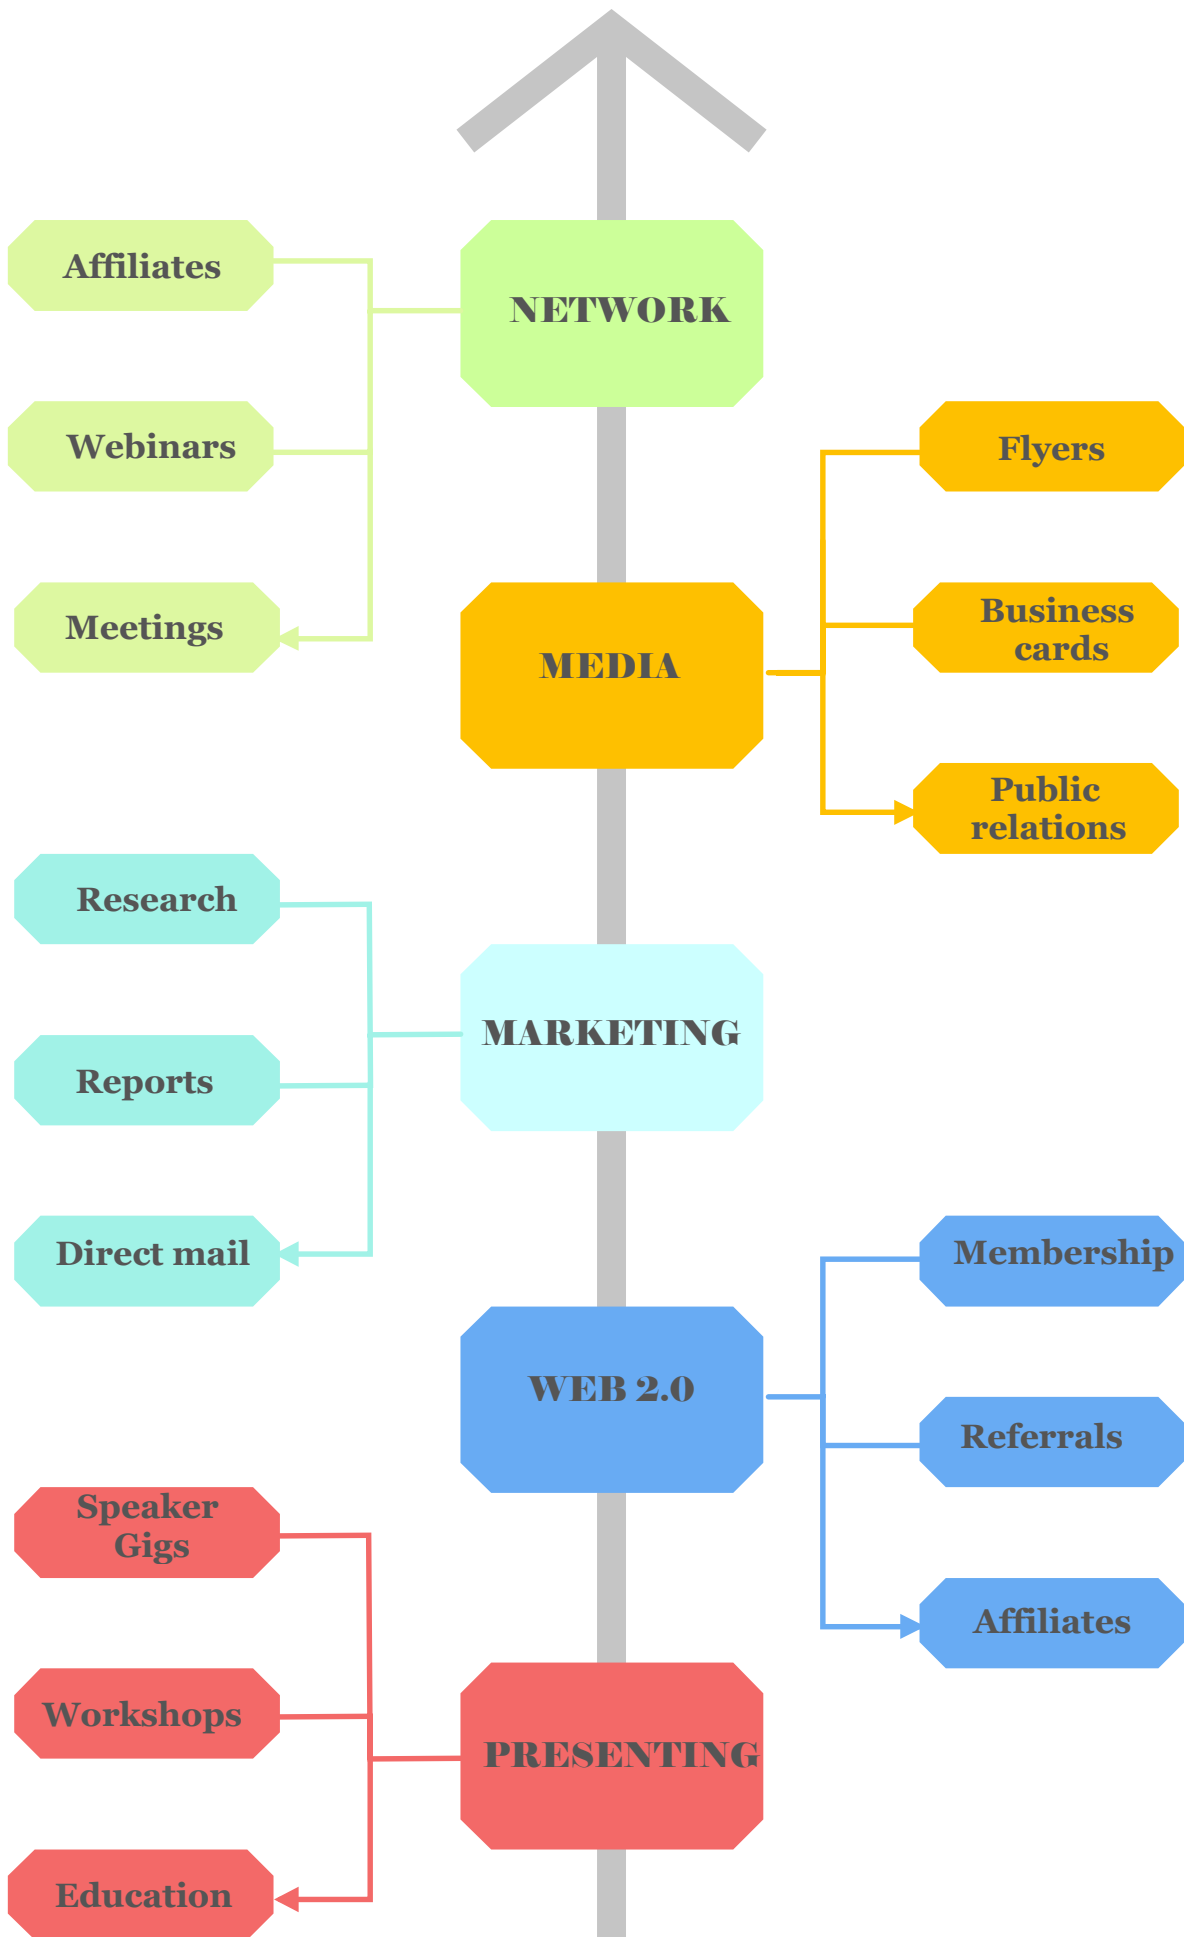 Affiliates
NETWORK
Webinars
Meetings
Flyers
MEDIA
Business
cards
Public
relations
Research
MARKETING
Reports
Direct mail
Membership
WEB 2.0
Referrals
Affiliates
Speaker
Gigs
Workshops
PRESENTING
Education